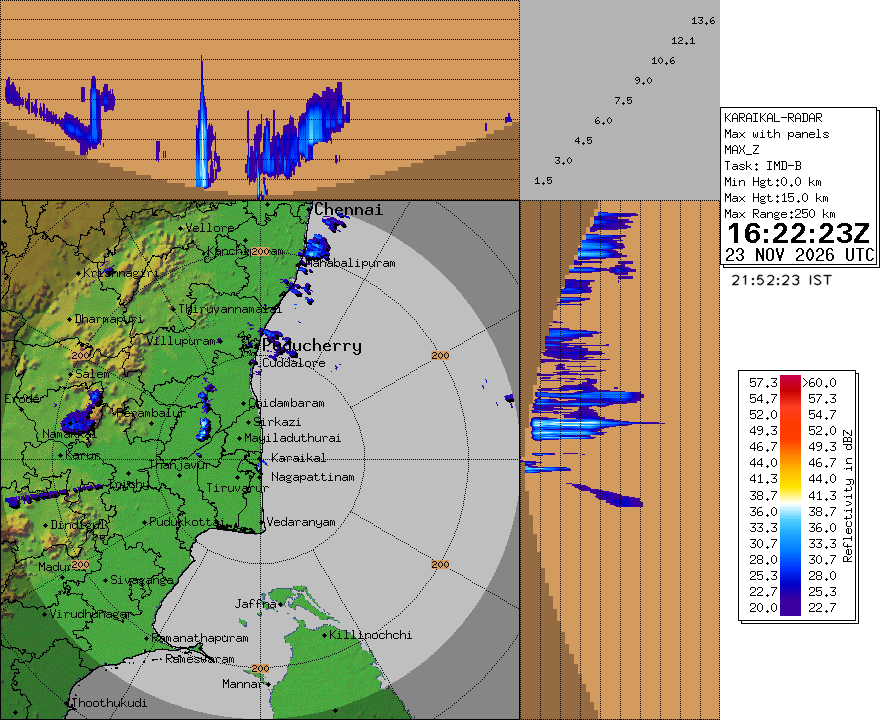 13.6
12.1
10.6
9.0
7.5
6.0
4.5
3.0
1.5
KARAIKAL-RADAR
Max with panels
MAX_Z
Task: IMD-B
Min Hgt:0.0 km
Max Hgt:15.0 km
Max Range:250 km
16:22:23Z
23 NOV 2026 UTC
21:52:23 IST
Chennai
Vellore
200
Mahabalipuram
Krishnagiri
Thiruvannamalai
Dharmapuri
Villupuram
Puducherry
200
200
Cuddalore
Salem
Erode
Chidambaram
Perambalur
Sirkazi
Namakkal
Mayiladuthurai
Karur
Karaikal
Thanjavur
Nagapattinam
Tiruvarur
Dindigul
Pudukkottai
Vedaranyam
200
200
Madurai
Sivaganga
Jaffna
Virudhunagar
Ramanathapuram
Killinochchi
Rameswaram
200
Mannar
Thoothukudi
57.3 >60.0
54.7 57.3
52.0 54.7
49.3 52.0
46.7 49.3
44.0 46.7
41.3 44.0
38.7 41.3
36.0 38.7
33.3 36.0
30.7 33.3
28.0 30.7
25.3 28.0
22.7 25.3
20.0 22.7
Reflectivity in dBZ